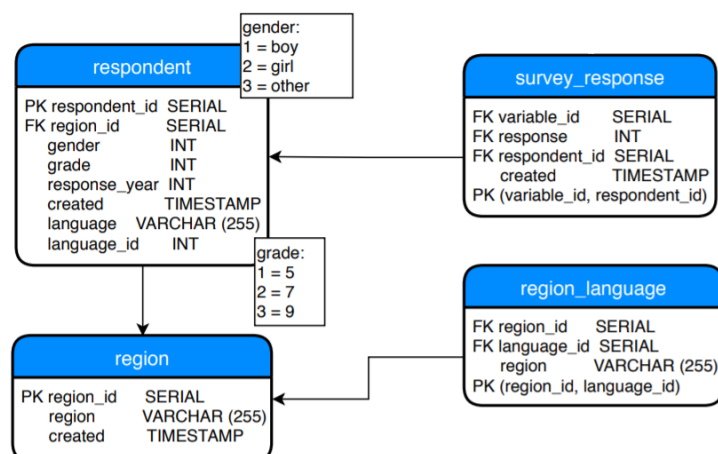 gender:
1 = boy
2 = girl
3 = other
respondent
PK respondent_id SERIAL
FK region_id SERIAL
gender INT
grade INT
response_year INT
created TIMESTAMP
language VARCHAR (255)
language_id INT
grade:
1 = 5
2 = 7
3 = 9
survey_response
FK variable_id SERIAL
FK response INT
FK respondent_id SERIAL
created TIMESTAMP
PK (variable_id, respondent_id)
region_language
FK region_id SERIAL
FK language_id SERIAL
region VARCHAR (255)
PK (region_id, language_id)
region
PK region_id SERIAL
region VARCHAR (255)
created TIMESTAMP